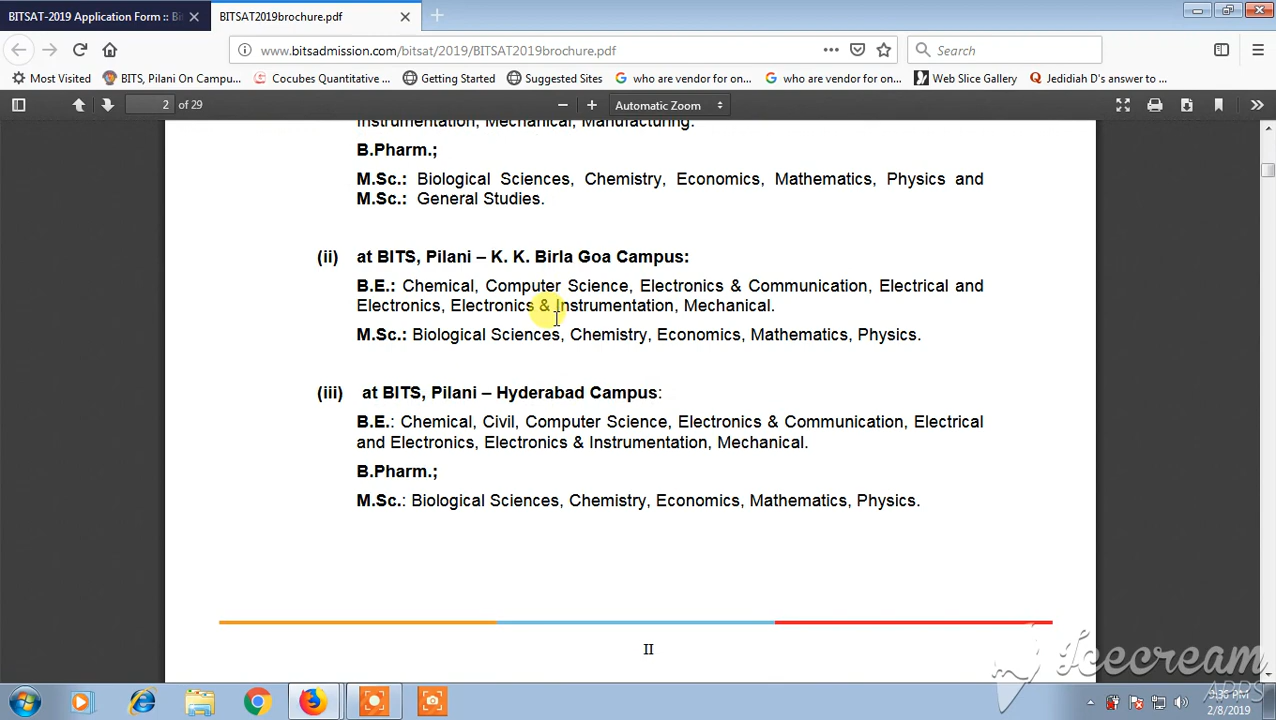 BITSAT-2019 Application Form :: Bi
BITSAT2019brochure.pdf
www.bitsadmission.com/bitsat/2019/BITSAT2019brochure.pdf
Search
Most Visited
BITS, Pilani On Campu...
Cocubes Quantitative ...
Getting Started
Suggested Sites
who are vendor for on...
who are vendor for on...
Web Slice Gallery
Jedidiah D's answer to ...
2 of 29
Automatic Zoom
Instrumentation, Mechanical, Manufacturing.
B.Pharm.;
M.Sc.: Biological Sciences, Chemistry, Economics, Mathematics, Physics and
M.Sc.: General Studies.
(ii) at BITS, Pilani – K. K. Birla Goa Campus:
B.E.: Chemical, Computer Science, Electronics & Communication, Electrical and
Electronics, Electronics & Instrumentation, Mechanical.
M.Sc.: Biological Sciences, Chemistry, Economics, Mathematics, Physics.
(iii) at BITS, Pilani – Hyderabad Campus:
B.E.: Chemical, Civil, Computer Science, Electronics & Communication, Electrical
and Electronics, Electronics & Instrumentation, Mechanical.
B.Pharm.;
M.Sc.: Biological Sciences, Chemistry, Economics, Mathematics, Physics.
II
Icecream
APPS
9:38 PM
2/8/2019